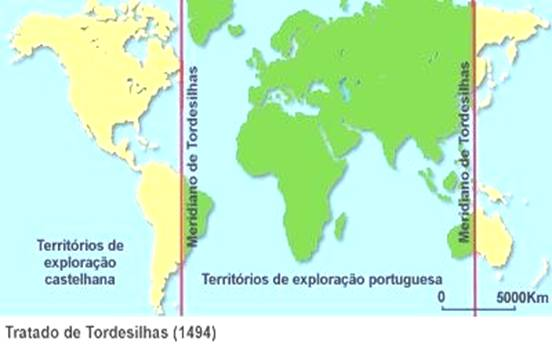 Meridiano de Tordesilhas
Meridiano de Tordesilhas
Territórios de
exploração
castelhana
Territórios de exploração portuguesa
0 5000Km
Tratado de Tordesilhas (1494)